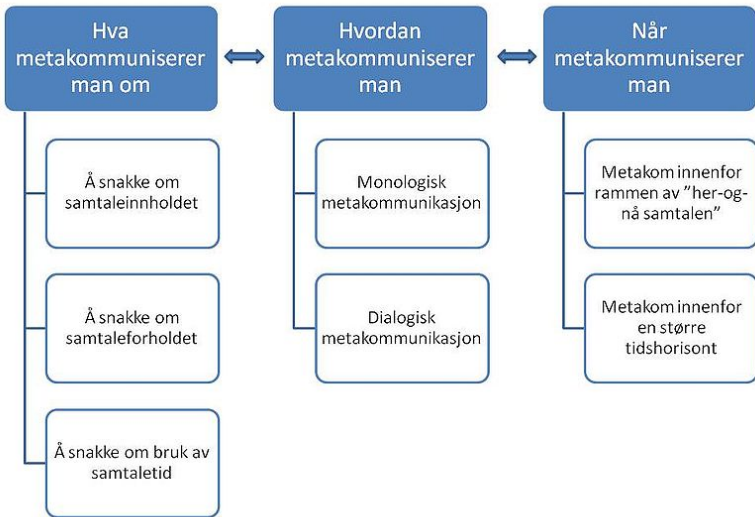 Hva
metakommuniserer
man om
Å snakke om
samtaleinnholdet
Å snakke om
samtaleforholdet
Å snakke om bruk av
samtaletid
Hvordan
metakommuniserer
man
Monologisk
metakommunikasjon
Dialogisk
metakommunikasjon
Når
metakommuniserer
man
Metakom innenfor
rammen av ”her-og-
nå samtalen”
Metakom innenfor
en større
tidshorisont